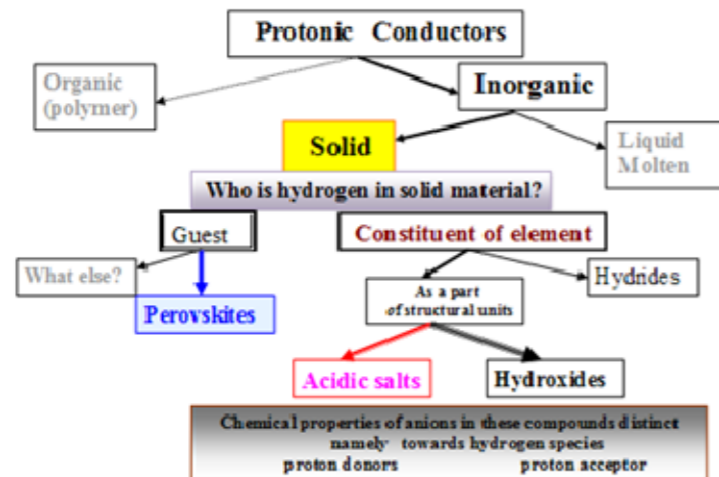 Protonic Conductors
Organic
(polymer)
Inorganic
Solid
Liquid
Molten
Who is hydrogen in solid material?
Guest
Constituent of element
What else?
Hydrides
Perovskites
As a part
of structural units
Acidic salts
Hydroxides
Chemical properties of anions in these compounds distinct
namely towards hydrogen species
proton donors proton acceptor